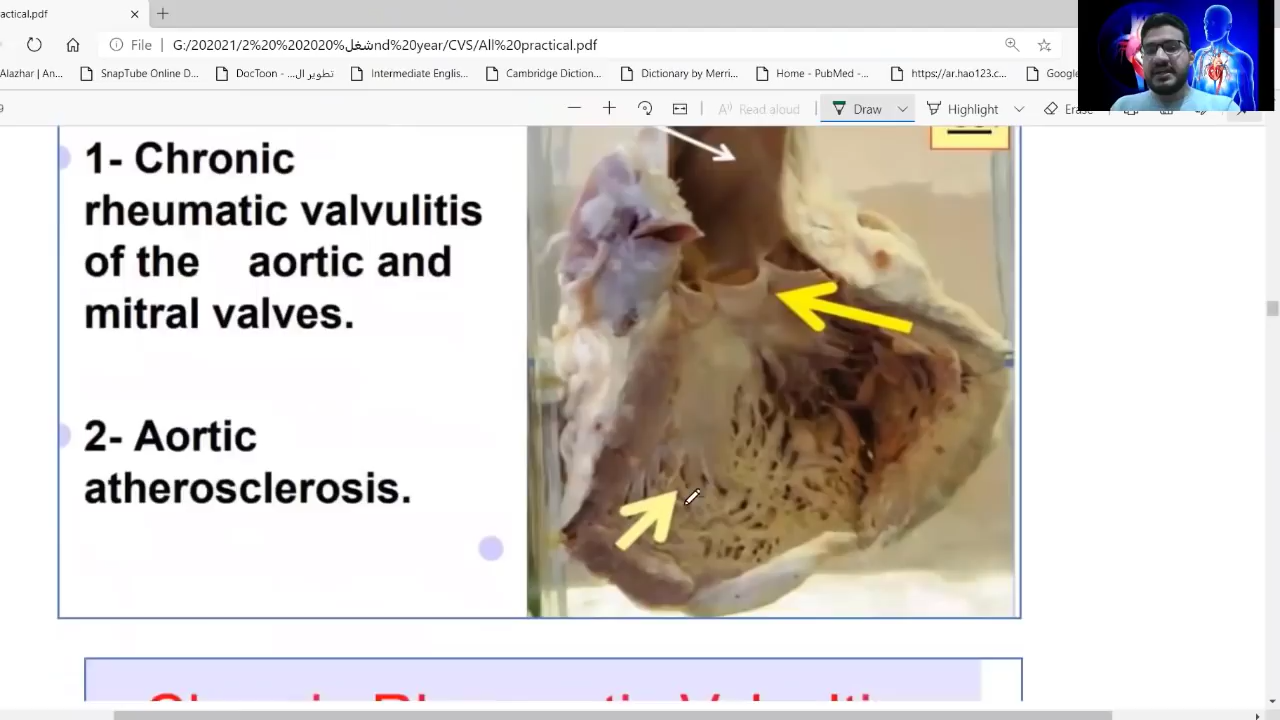 actical.pdf
File
G:/202021/2%20%202020%شغلnd%20year/CVS/All%20practical.pdf
Alazhar | An...
SnapTube Online D...
DocToon - تطوير ال...
Intermediate Englis...
Cambridge Diction...
Dictionary by Merri...
Home - PubMed -...
https://ar.hao123.c...
Google
9
Read aloud
Draw
Highlight
Erase
1- Chronic
rheumatic valvulitis
of the aortic and
mitral valves.
2- Aortic
atherosclerosis.